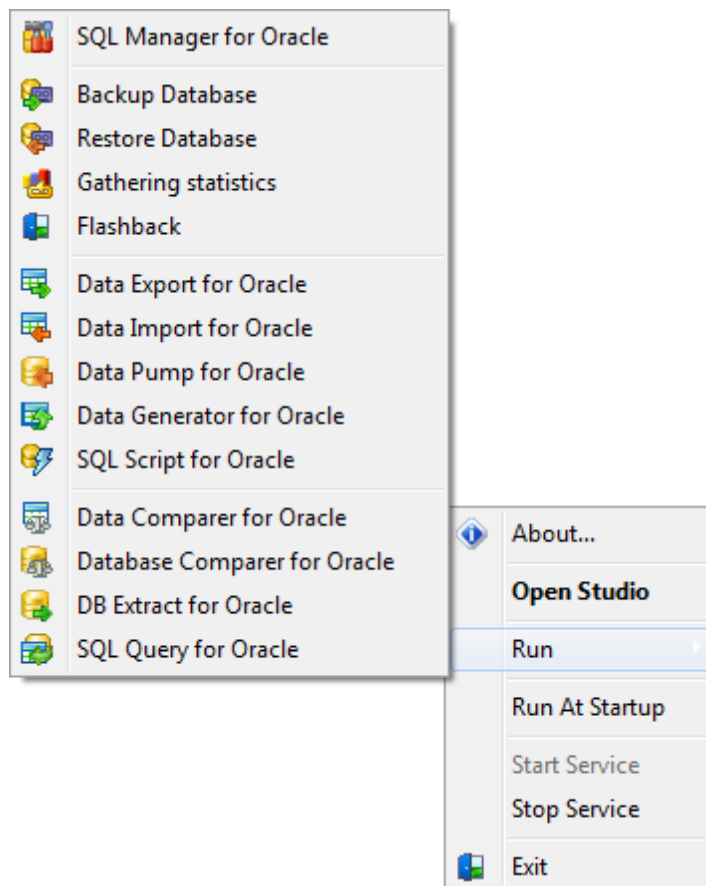 SQL Manager for Oracle
Backup Database
Restore Database
Gathering statistics
Flashback
Data Export for Oracle
Data Import for Oracle
Data Pump for Oracle
Data Generator for Oracle
SQL Script for Oracle
Data Comparer for Oracle
Database Comparer for Oracle
DB Extract for Oracle
SQL Query for Oracle
About...
Open Studio
Run
Run At Startup
Start Service
Stop Service
Exit